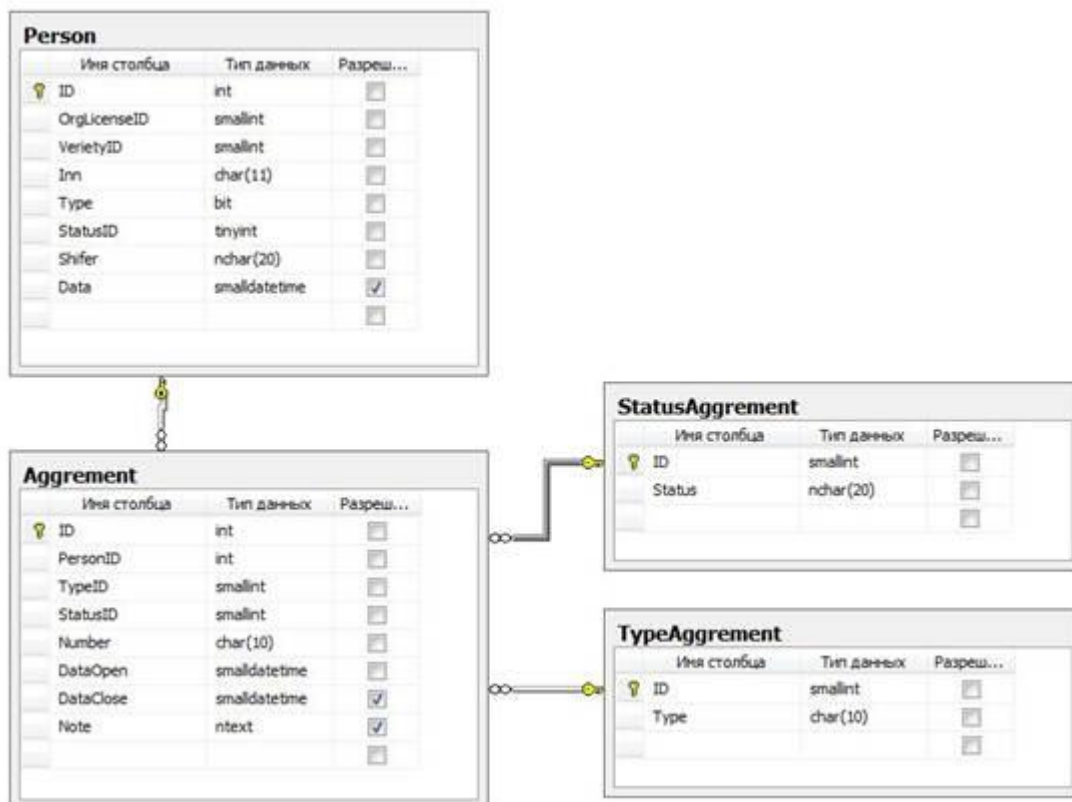 Person
Имя столбца Тип данных Разреш...
ID int
OrgLicenseID smallint
VerietyID smallint
Inn char(11)
Type bit
StatusID tinyint
Shifer nchar(20)
Data smalldatetime
Aggrement
Имя столбца Тип данных Разреш...
ID int
PersonID int
TypeID smallint
StatusID smallint
Number char(10)
DataOpen smalldatetime
DataClose smalldatetime
Note ntext
StatusAggrement
Имя столбца Тип данных Разреш...
ID smallint
Status nchar(20)
TypeAggrement
Имя столбца Тип данных Разреш...
ID smallint
Type char(10)